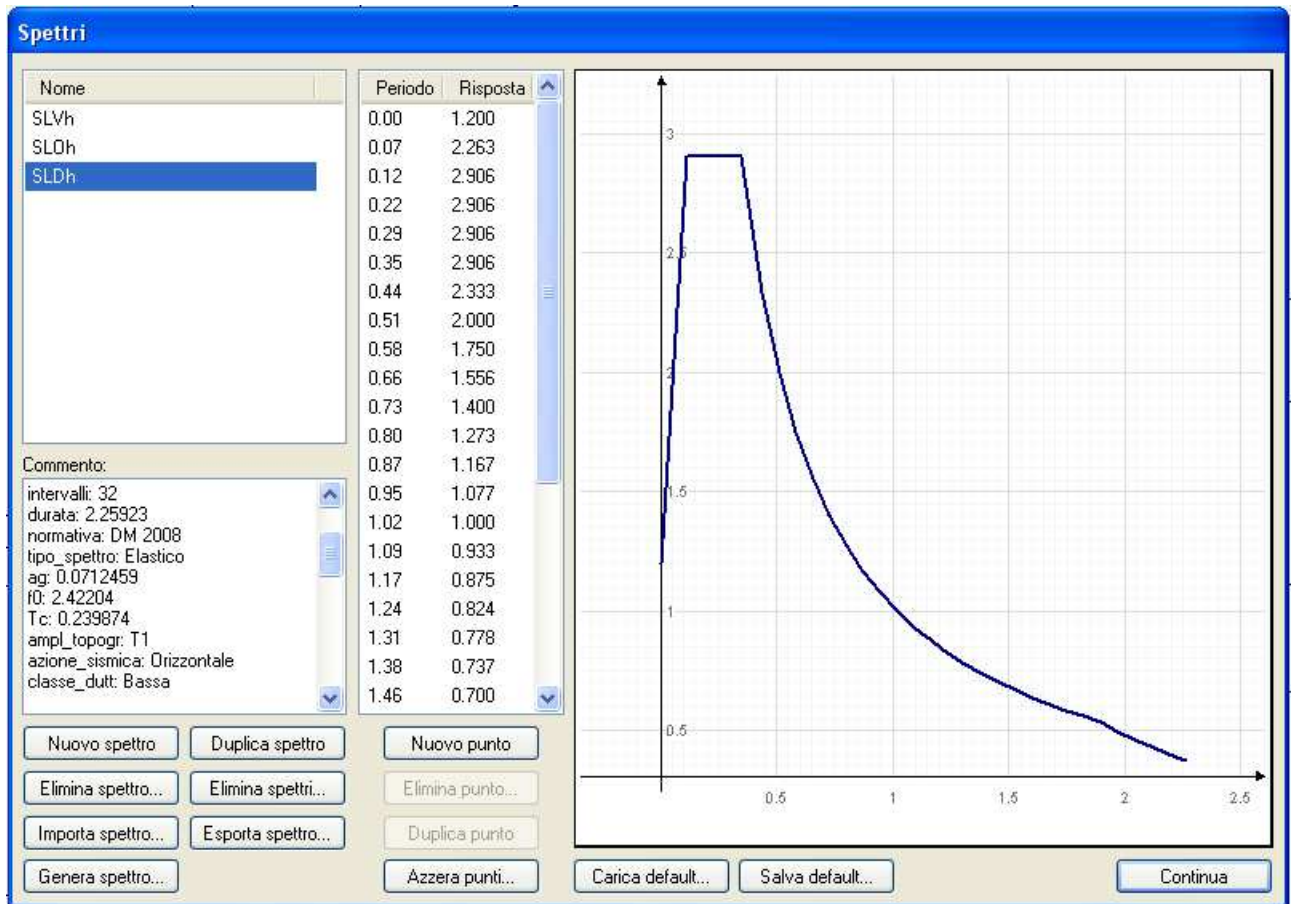 Spettri
Nome
SLVh
SLOh
SLDh
Commento:
intervalli: 32
durata: 2.25923
normativa: DM 2008
tipo_spettro: Elastico
ag: 0.0712459
f0: 2.42204
Tc: 0.239874
ampl_topogr: T1
azione_sismica: Orizzontale
classe_dutt: Bassa
Periodo Risposta
0.00 1.200
0.07 2.263
0.12 2.906
0.22 2.906
0.29 2.906
0.35 2.906
0.44 2.333
0.51 2.000
0.58 1.750
0.66 1.556
0.73 1.400
0.80 1.273
0.87 1.167
0.95 1.077
1.02 1.000
1.09 0.933
1.17 0.875
1.24 0.824
1.31 0.778
1.38 0.737
1.46 0.700
3
2.5
2
1.5
1
0.5
0.5 1 1.5 2 2.5
Nuovo spettro Duplica spettro Nuovo punto
Elimina spettro... Elimina spettri... Elimina punto...
Importa spettro... Esporta spettro... Duplica punto
Genera spettro... Azzera punti... Carica default... Salva default... Continua